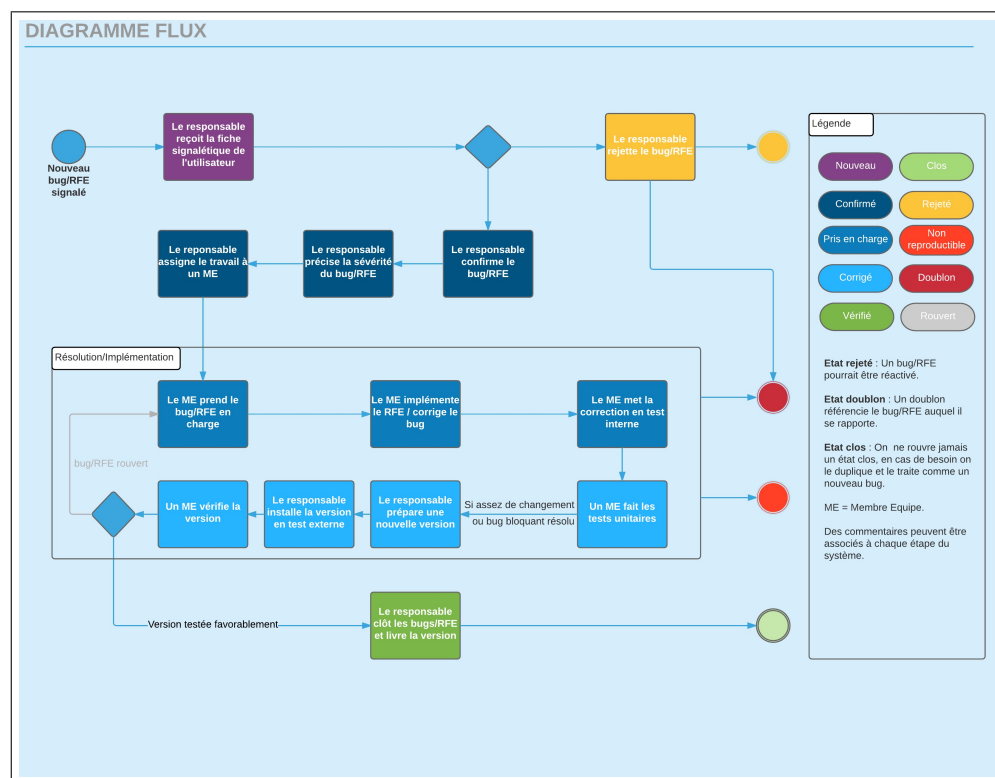 DIAGRAMME FLUX
Nouveau
bug/RFE
signalé
Le responsable
reçoit la fiche
signalétique de
l'utilisateur
Le responsable
rejette le bug/RFE
Le reponsable
assigne le travail à
un ME
Le responsable
précise la sévérité
du bug/RFE
Le responsable
confirme le
bug/RFE
Résolution/Implémentation
Le ME prend le
bug/RFE en
charge
Le ME implémente
le RFE / corrige le
bug
Le ME met la
correction en test
interne
bug/RFE rouvert
Un ME vérifie la
version
Le responsable
installe la version
en test externe
Le responsable
prépare une
nouvelle version
Si assez de changement
ou bug bloquant résolu
Un ME fait les
tests unitaires
Version testée favorablement
Le responsable
clôt les bugs/RFE
et livre la version
Légende
Nouveau
Clos
Confirmé
Rejeté
Pris en charge
Non
reproductible
Corrigé
Doublon
Vérifié
Rouvert
Etat rejeté : Un bug/RFE
pourrait être réactivé.
Etat doublon : Un doublon
référencie le bug/RFE auquel il
se rapporte.
Etat clos : On ne rouvre jamais
un état clos, en cas de besoin on
le duplique et le traite comme un
nouveau bug.
ME = Membre Equipe.
Des commentaires peuvent être
associés à chaque étape du
système.